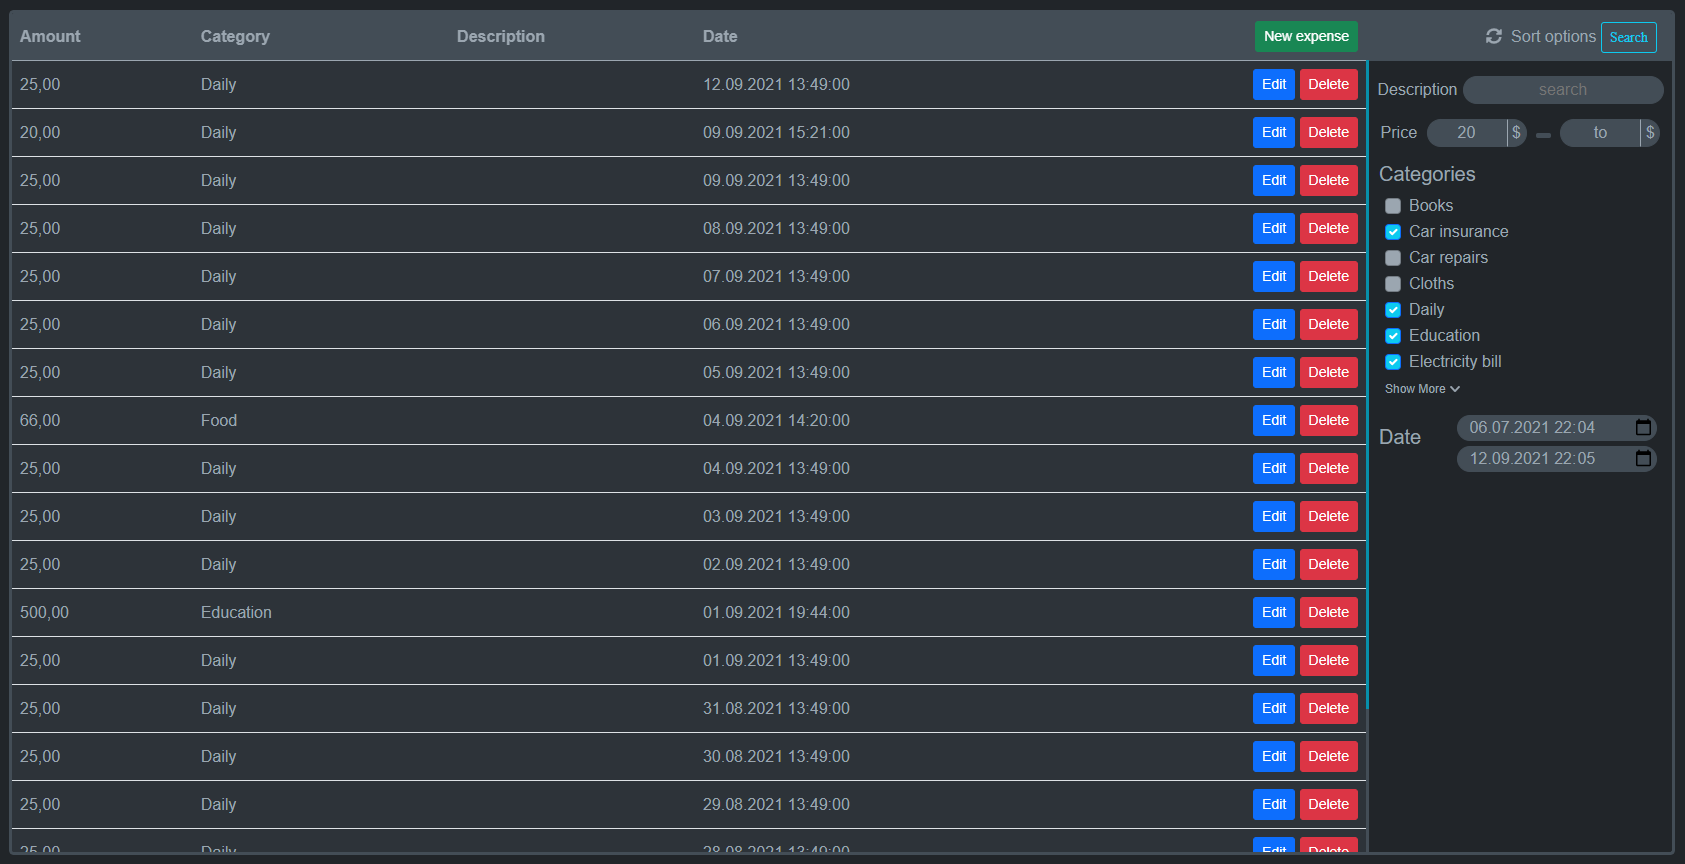 Amount Category Description Date New expense Sort options Search
25,00 Daily 12.09.2021 13:49:00 Edit Delete
20,00 Daily 09.09.2021 15:21:00 Edit Delete
25,00 Daily 09.09.2021 13:49:00 Edit Delete
25,00 Daily 08.09.2021 13:49:00 Edit Delete
25,00 Daily 07.09.2021 13:49:00 Edit Delete
25,00 Daily 06.09.2021 13:49:00 Edit Delete
25,00 Daily 05.09.2021 13:49:00 Edit Delete
66,00 Food 04.09.2021 14:20:00 Edit Delete
25,00 Daily 04.09.2021 13:49:00 Edit Delete
25,00 Daily 03.09.2021 13:49:00 Edit Delete
25,00 Daily 02.09.2021 13:49:00 Edit Delete
500,00 Education 01.09.2021 19:44:00 Edit Delete
25,00 Daily 01.09.2021 13:49:00 Edit Delete
25,00 Daily 31.08.2021 13:49:00 Edit Delete
25,00 Daily 30.08.2021 13:49:00 Edit Delete
25,00 Daily 29.08.2021 13:49:00 Edit Delete
25,00 Daily 28.08.2021 13:49:00 Edit Delete
Description search
Price 20 $ to $
Categories
Books
Car insurance
Car repairs
Cloths
Daily
Education
Electricity bill
Show More
Date 06.07.2021 22:04
12.09.2021 22:05